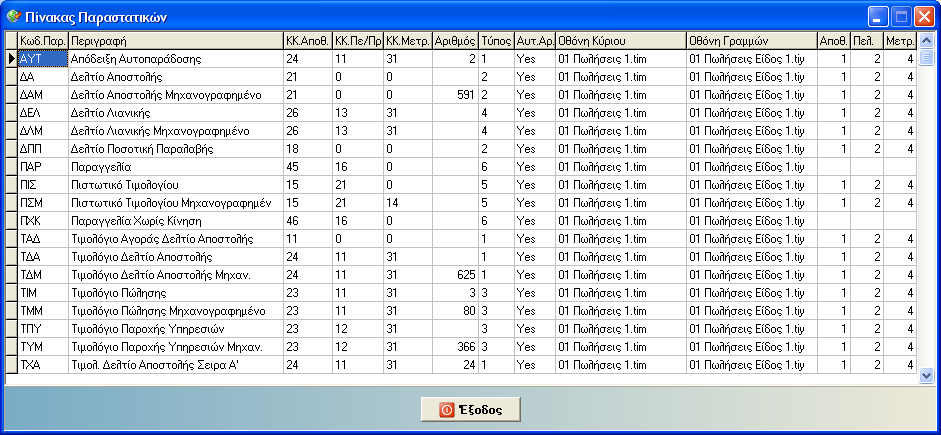 Πίνακας Παραστατικών
Κωδ.Παρ. Περιγραφή ΚΚ.Αποθ. ΚΚ.Πε/Πρ ΚΚ.Μετρ. Αριθμός Τύπος Αυτ.Αρ. Οθόνη Κύριου Οθόνη Γραμμών Αποθ. Πελ. Μετρ.
ΑΥΤ Απόδειξη Αυτοπαράδοσης 24 11 31 2 1 Yes 01 Πωλήσεις 1.tim 01 Πωλήσεις Είδος 1.tiy 1 2 4
ΔΑ Δελτίο Αποστολής 21 0 0 2 Yes 01 Πωλήσεις 1.tim 01 Πωλήσεις Είδος 1.tiy 1 2 4
ΔΑΜ Δελτίο Αποστολής Μηχανογραφημένο 21 0 0 591 2 Yes 01 Πωλήσεις 1.tim 01 Πωλήσεις Είδος 1.tiy 1 2 4
ΔΕΛ Δελτίο Λιανικής 26 13 31 4 Yes 01 Πωλήσεις 1.tim 01 Πωλήσεις Είδος 1.tiy 1 2 4
ΔΛΜ Δελτίο Λιανικής Μηχανογραφημένο 26 13 31 4 Yes 01 Πωλήσεις 1.tim 01 Πωλήσεις Είδος 1.tiy 1 2 4
ΔΠΠ Δελτίο Ποσοτική Παραλαβής 18 0 0 2 Yes 01 Πωλήσεις 1.tim 01 Πωλήσεις Είδος 1.tiy 1 2 4
ΠΑΡ Παραγγελία 45 16 0 6 Yes 01 Πωλήσεις 1.tim 01 Πωλήσεις Είδος 1.tiy
ΠΙΣ Πιστωτικό Τιμολογίου 15 21 0 5 Yes 01 Πωλήσεις 1.tim 01 Πωλήσεις Είδος 1.tiy 1 2 4
ΠΣΜ Πιστωτικό Τιμολογίου Μηχανογραφημέν 15 21 14 5 Yes 01 Πωλήσεις 1.tim 01 Πωλήσεις Είδος 1.tiy 1 2 4
ΠΧΚ Παραγγελία Χωρίς Κίνηση 46 16 0 6 Yes 01 Πωλήσεις 1.tim 01 Πωλήσεις Είδος 1.tiy
ΤΑΔ Τιμολόγιο Αγοράς Δελτίο Αποστολής 11 0 0 1 Yes 01 Πωλήσεις 1.tim 01 Πωλήσεις Είδος 1.tiy 1 2 4
ΤΔΑ Τιμολόγιο Δελτίο Αποστολής 24 11 31 1 Yes 01 Πωλήσεις 1.tim 01 Πωλήσεις Είδος 1.tiy 1 2 4
ΤΔΜ Τιμολόγιο Δελτίο Αποστολής Μηχαν. 24 11 31 625 1 Yes 01 Πωλήσεις 1.tim 01 Πωλήσεις Είδος 1.tiy 1 2 4
ΤΙΜ Τιμολόγιο Πώλησης 23 11 31 3 3 Yes 01 Πωλήσεις 1.tim 01 Πωλήσεις Είδος 1.tiy 1 2 4
ΤΜΜ Τιμολόγιο Πώλησης Μηχανογραφημένο 23 11 31 80 3 Yes 01 Πωλήσεις 1.tim 01 Πωλήσεις Είδος 1.tiy 1 2 4
ΤΠΥ Τιμολόγιο Παροχής Υπηρεσιών 23 12 31 3 Yes 01 Πωλήσεις 1.tim 01 Πωλήσεις Είδος 1.tiy 1 2 4
ΤΥΜ Τιμολόγιο Παροχής Υπηρεσιών Μηχαν. 23 12 31 366 3 Yes 01 Πωλήσεις 1.tim 01 Πωλήσεις Είδος 1.tiy 1 2 4
ΤΧΑ Τιμολ. Δελτίο Αποστολής Σειρα Α' 24 11 31 24 1 Yes 01 Πωλήσεις 1.tim 01 Πωλήσεις Είδος 1.tiy 1 2 4
Έξοδος